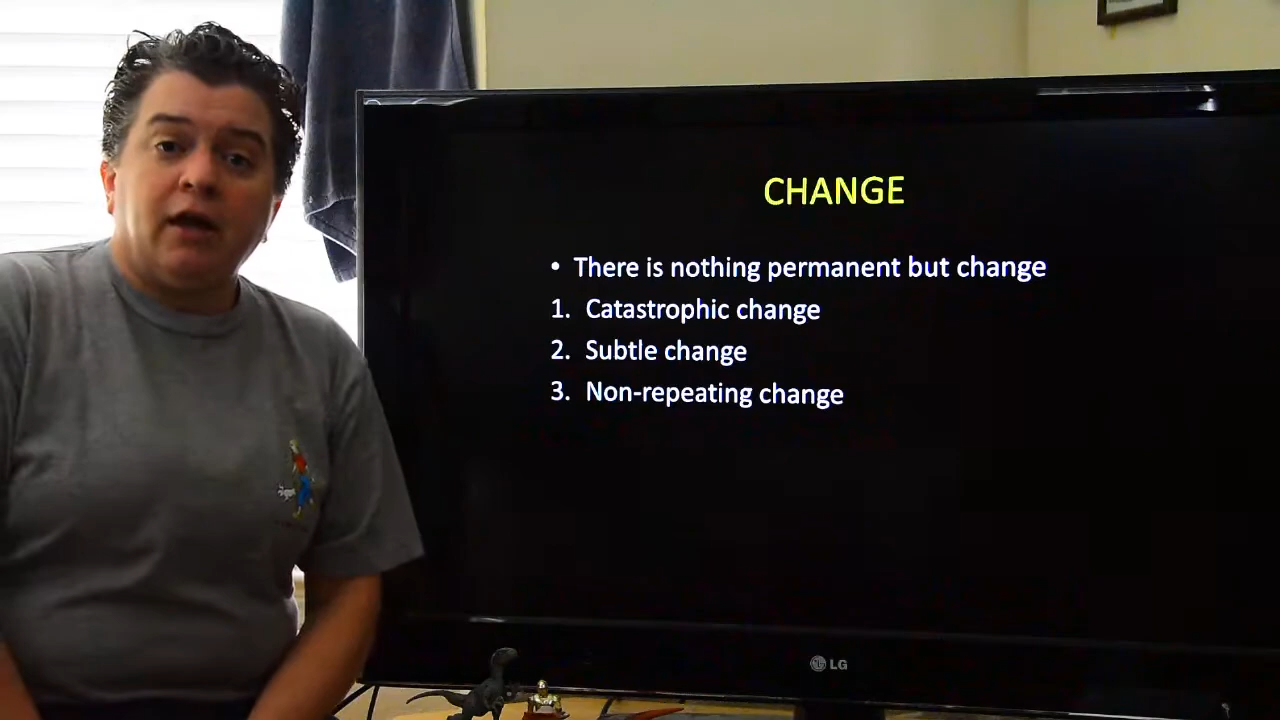 CHANGE
• There is nothing permanent but change
1. Catastrophic change
2. Subtle change
3. Non-repeating change
LG